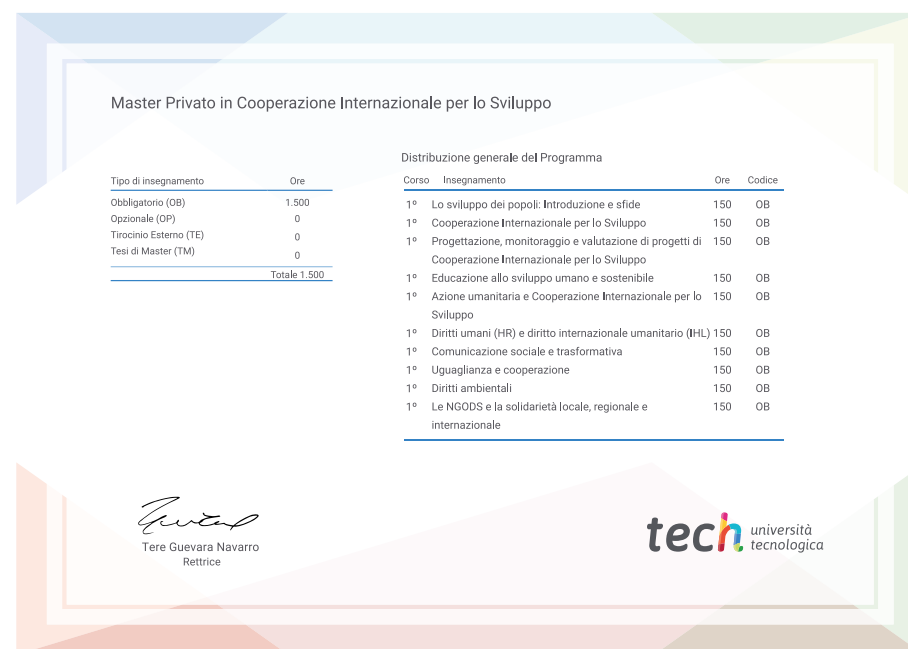 Master Privato in Cooperazione Internazionale per lo Sviluppo
Tipo di insegnamento Ore
Obbligatorio (OB) 1.500
Opzionale (OP) 0
Tirocinio Esterno (TE) 0
Tesi di Master (TM) 0
Totale 1.500
Distribuzione generale del Programma
Corso Insegnamento Ore Codice
1º Lo sviluppo dei popoli: Introduzione e sfide 150 OB
1º Cooperazione Internazionale per lo Sviluppo 150 OB
1º Progettazione, monitoraggio e valutazione di progetti di 150 OB
Cooperazione Internazionale per lo Sviluppo
1º Educazione allo sviluppo umano e sostenibile 150 OB
1º Azione umanitaria e Cooperazione Internazionale per lo 150 OB
Sviluppo
1º Diritti umani (HR) e diritto internazionale umanitario (IHL) 150 OB
1º Comunicazione sociale e trasformativa 150 OB
1º Uguaglianza e cooperazione 150 OB
1º Diritti ambientali 150 OB
1º Le NGODS e la solidarietà locale, regionale e 150 OB
internazionale
Tere Guevara Navarro
Rettrice
tech università
tecnologica